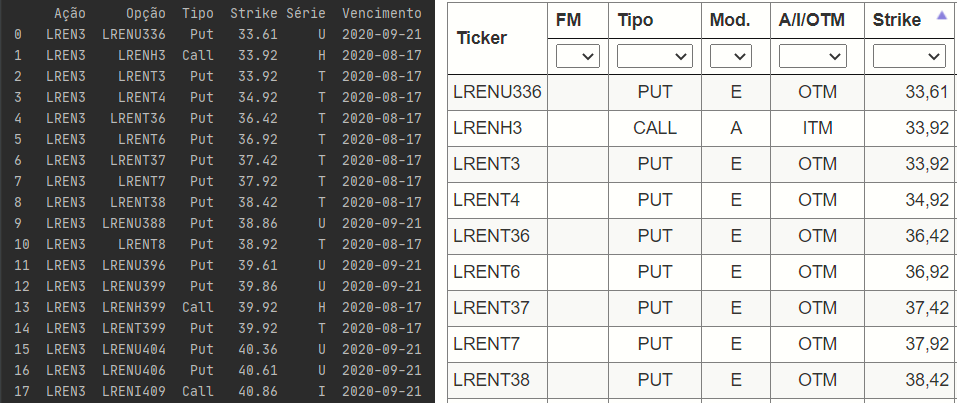 Ação Opção Tipo Strike Série Vencimento
0 LREN3 LRENU336 Put 33.61 U 2020-09-21
1 LREN3 LRENH3 Call 33.92 H 2020-08-17
2 LREN3 LRENT3 Put 33.92 T 2020-08-17
3 LREN3 LRENT4 Put 34.92 T 2020-08-17
4 LREN3 LRENT36 Put 36.42 T 2020-08-17
5 LREN3 LRENT6 Put 36.92 T 2020-08-17
6 LREN3 LRENT37 Put 37.42 T 2020-08-17
7 LREN3 LRENT7 Put 37.92 T 2020-08-17
8 LREN3 LRENT38 Put 38.42 T 2020-08-17
9 LREN3 LRENU388 Put 38.86 U 2020-09-21
10 LREN3 LRENT8 Put 38.92 T 2020-08-17
11 LREN3 LRENU396 Put 39.61 U 2020-09-21
12 LREN3 LRENU399 Put 39.86 U 2020-09-21
13 LREN3 LRENH399 Call 39.92 H 2020-08-17
14 LREN3 LRENT399 Put 39.92 T 2020-08-17
15 LREN3 LRENU404 Put 40.36 U 2020-09-21
16 LREN3 LRENU406 Put 40.61 U 2020-09-21
17 LREN3 LRENI409 Call 40.86 I 2020-09-21
Ticker FM Tipo Mod. A/I/OTM Strike
LRENU336 PUT E OTM 33,61
LRENH3 CALL A ITM 33,92
LRENT3 PUT E OTM 33,92
LRENT4 PUT E OTM 34,92
LRENT36 PUT E OTM 36,42
LRENT6 PUT E OTM 36,92
LRENT37 PUT E OTM 37,42
LRENT7 PUT E OTM 37,92
LRENT38 PUT E OTM 38,42